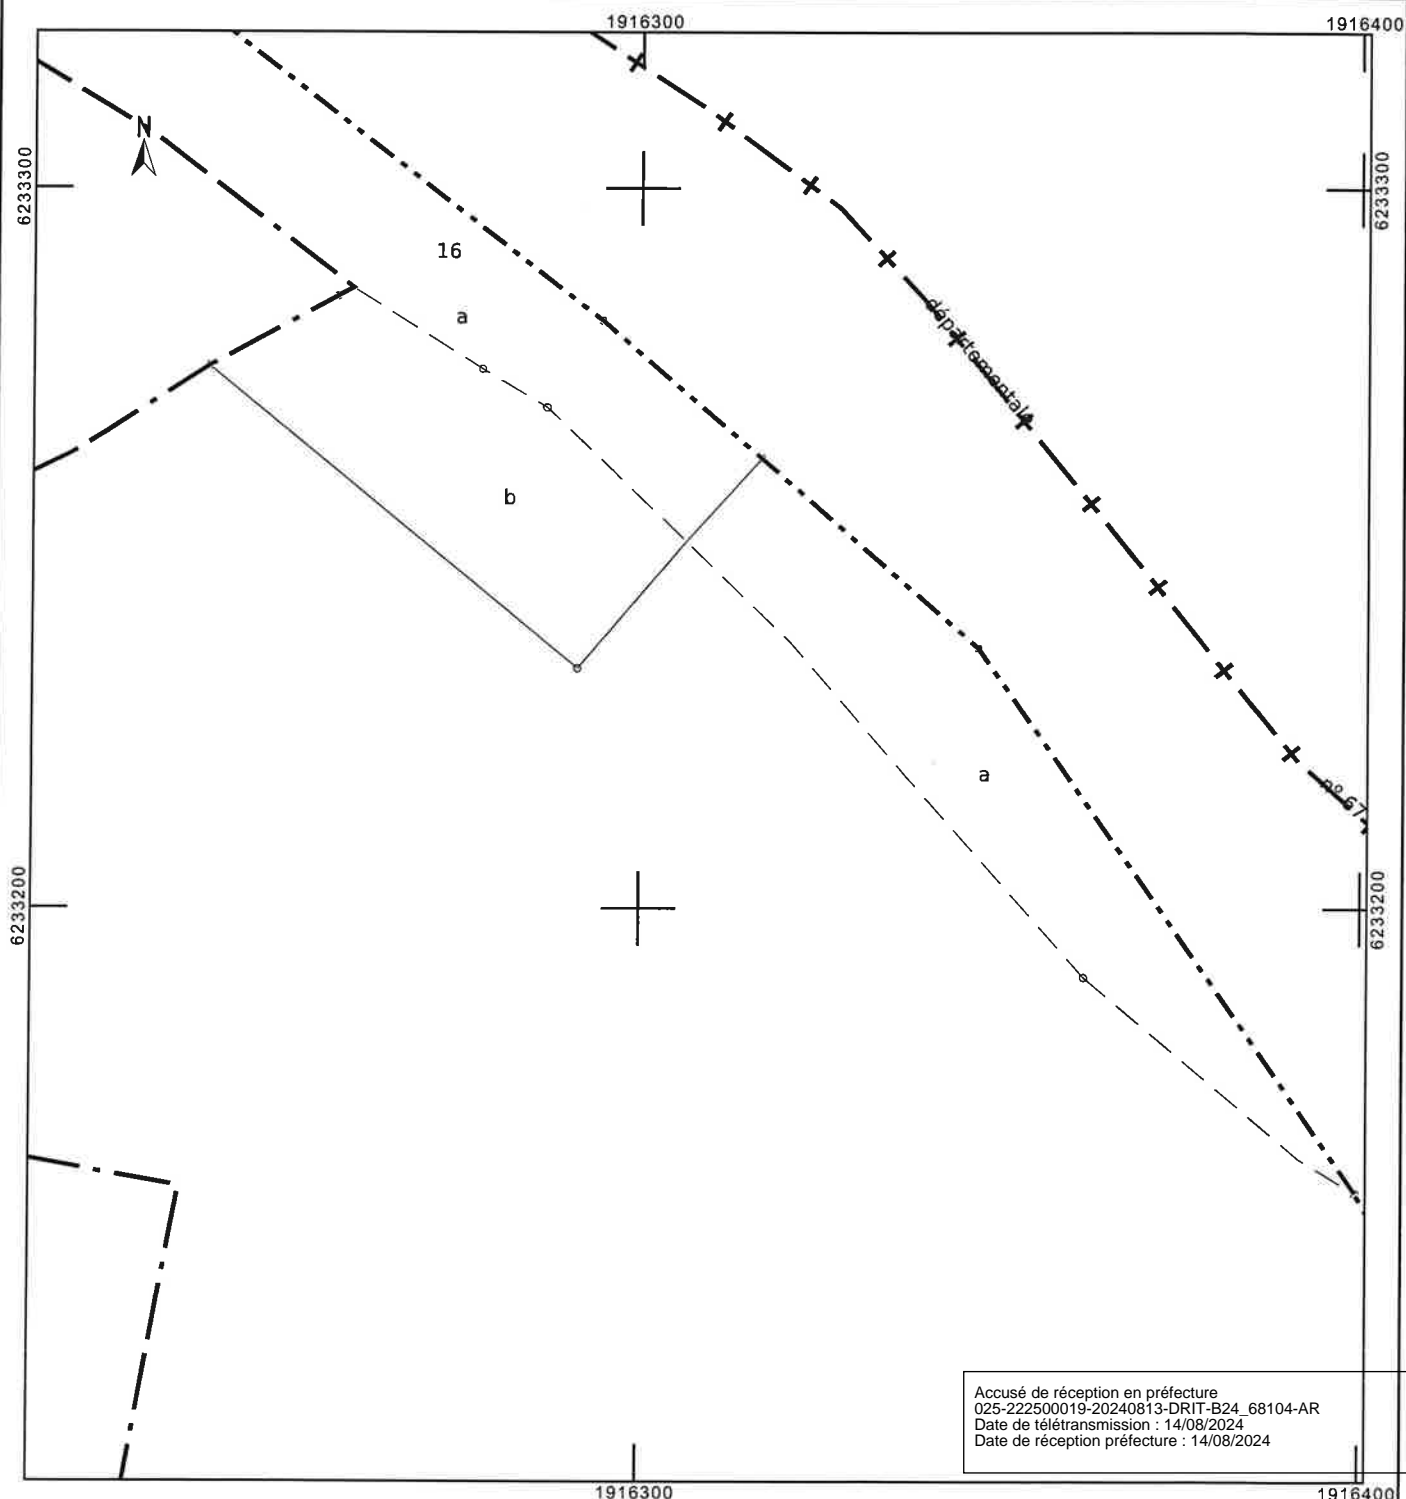 1916300
1916400
N
6233300
6233300
16
a
départementale
b
a
n° 67
6233200
6233200
Accusé de réception en préfecture
025-222500019-20240813-DRIT-B24_68104-AR
Date de télétransmission : 14/08/2024
Date de réception préfecture : 14/08/2024
1916300
1916400